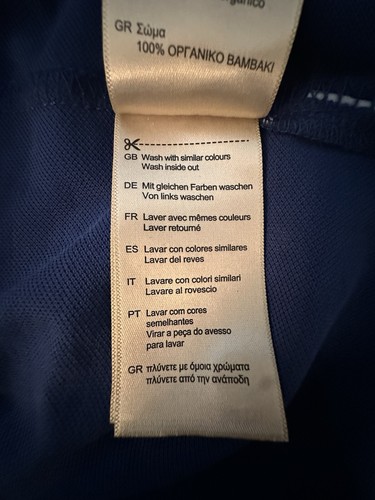 GR Σώμα
100% ΟΡΓΑΝΙΚΟ ΒΑΜΒΑΚΙ
GB Wash with similar colours
Wash inside out
DE Mit gleichen Farben waschen
Von links waschen
FR Laver avec mêmes couleurs
Laver retourné
ES Lavar con colores similares
Lavar del reves
IT Lavare con colori similari
Lavare al rovescio
PT Lavar com cores
semelhantes
Virar a peça do avesso
para lavar
GR πλύνετε με όμοια χρώματα
πλύνετε από την ανάποδη